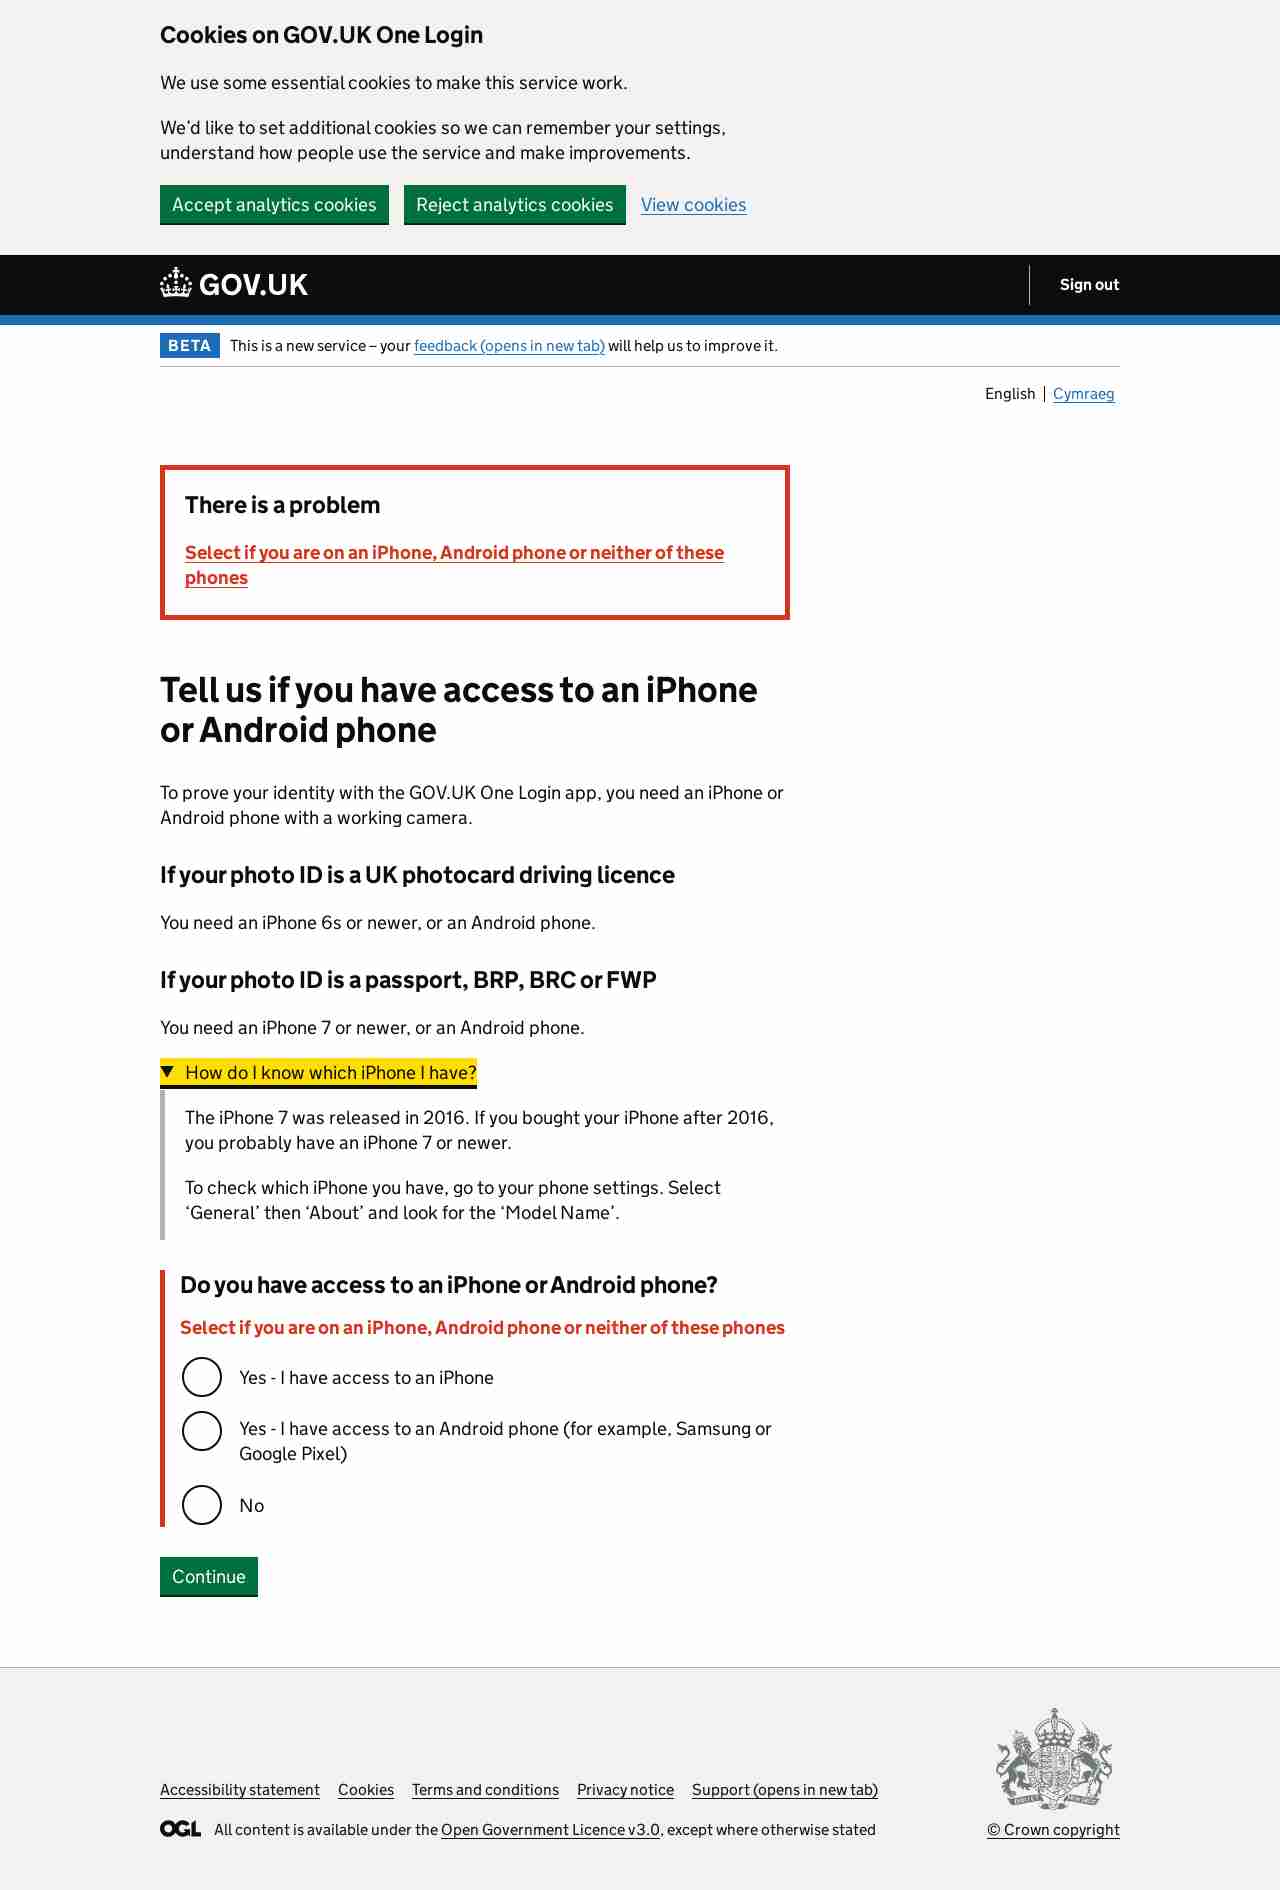 Cookies on GOV.UK One Login
We use some essential cookies to make this service work.
We’d like to set additional cookies so we can remember your settings,
understand how people use the service and make improvements.
Accept analytics cookies Reject analytics cookies View cookies
GOV.UK Sign out
BETA This is a new service – your feedback (opens in new tab) will help us to improve it.
English Cymraeg
There is a problem
Select if you are on an iPhone, Android phone or neither of these
phones
Tell us if you have access to an iPhone
or Android phone
To prove your identity with the GOV.UK One Login app, you need an iPhone or
Android phone with a working camera.
If your photo ID is a UK photocard driving licence
You need an iPhone 6s or newer, or an Android phone.
If your photo ID is a passport, BRP, BRC or FWP
You need an iPhone 7 or newer, or an Android phone.
How do I know which iPhone I have?
The iPhone 7 was released in 2016. If you bought your iPhone after 2016,
you probably have an iPhone 7 or newer.
To check which iPhone you have, go to your phone settings. Select
‘General’ then ‘About’ and look for the ‘Model Name’.
Do you have access to an iPhone or Android phone?
Select if you are on an iPhone, Android phone or neither of these phones
Yes - I have access to an iPhone
Yes - I have access to an Android phone (for example, Samsung or
Google Pixel)
No
Continue
Accessibility statement Cookies Terms and conditions Privacy notice Support (opens in new tab)
OGL All content is available under the Open Government Licence v3.0, except where otherwise stated
© Crown copyright